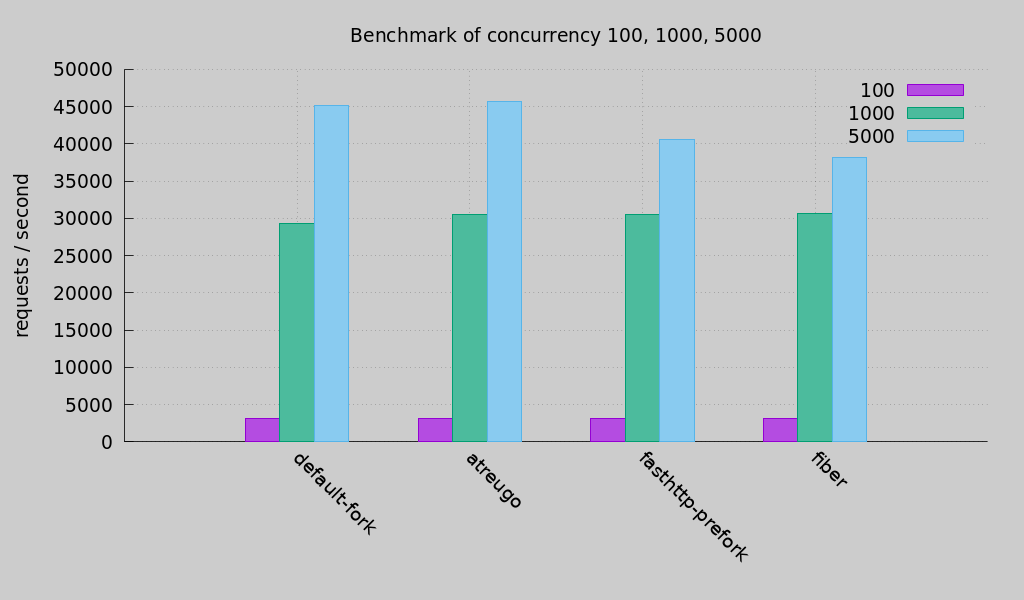 Benchmark of concurrency 100, 1000, 5000
50000
45000
40000
35000
30000
25000
20000
15000
10000
5000
0
requests / second
100
1000
5000
default-fork
atreugo
fasthttp-prefork
fiber